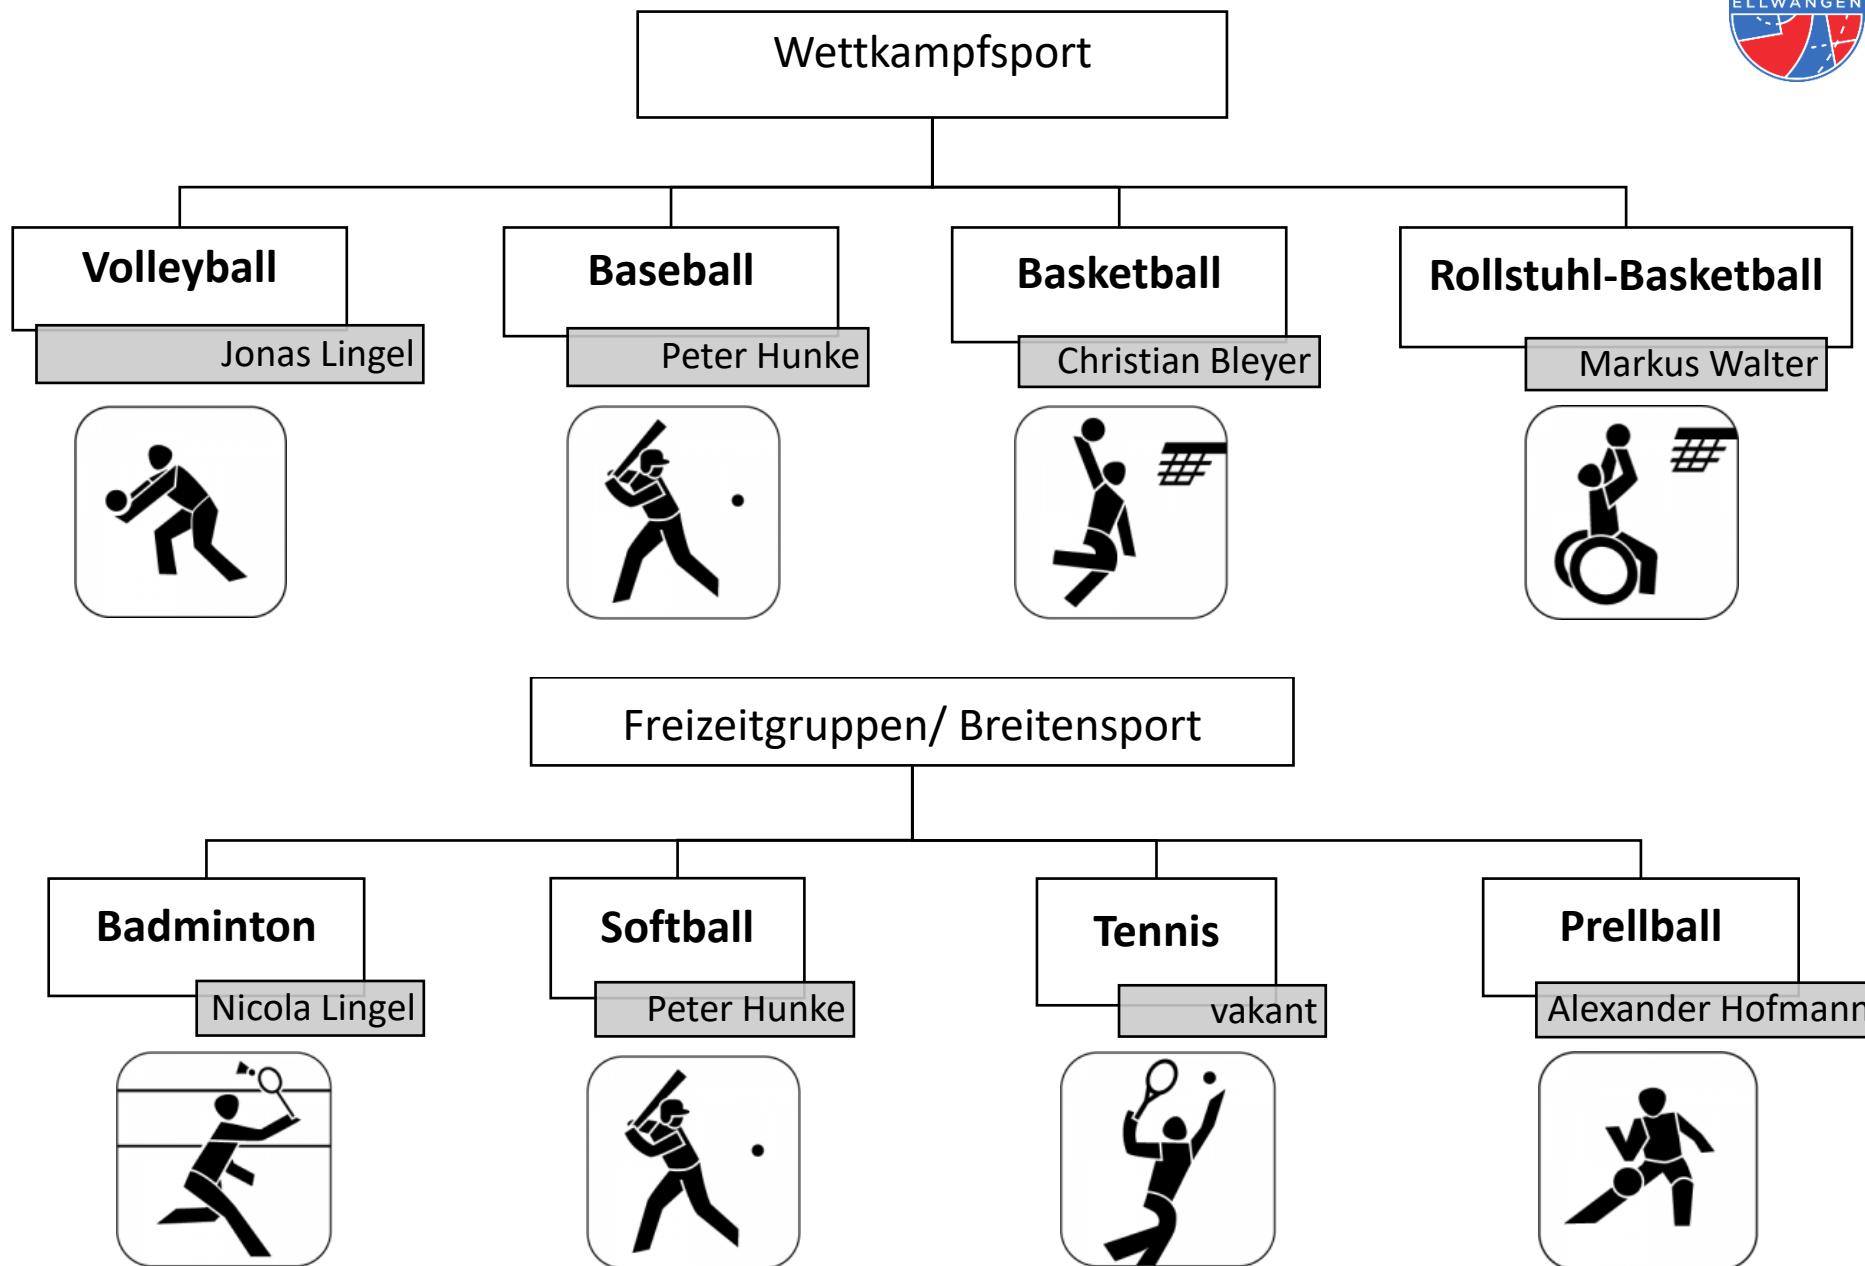 ELLWANGEN
Wettkampfsport
Volleyball
Baseball
Basketball
Rollstuhl-Basketball
Jonas Lingel
Peter Hunke
Christian Bleyer
Markus Walter
Freizeitgruppen/ Breitensport
Badminton
Softball
Tennis
Prellball
Nicola Lingel
Peter Hunke
vakant
Alexander Hofmann